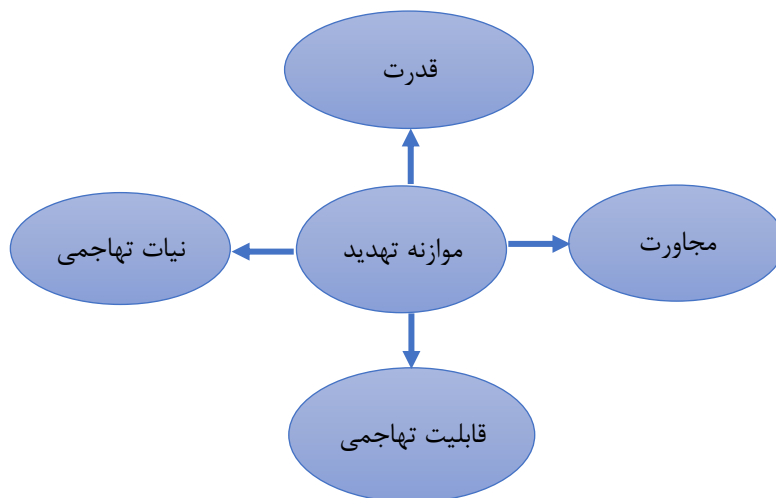 قدرت
مجاورت
موازنه تهدید
نیات تهاجمی
قابلیت تهاجمی